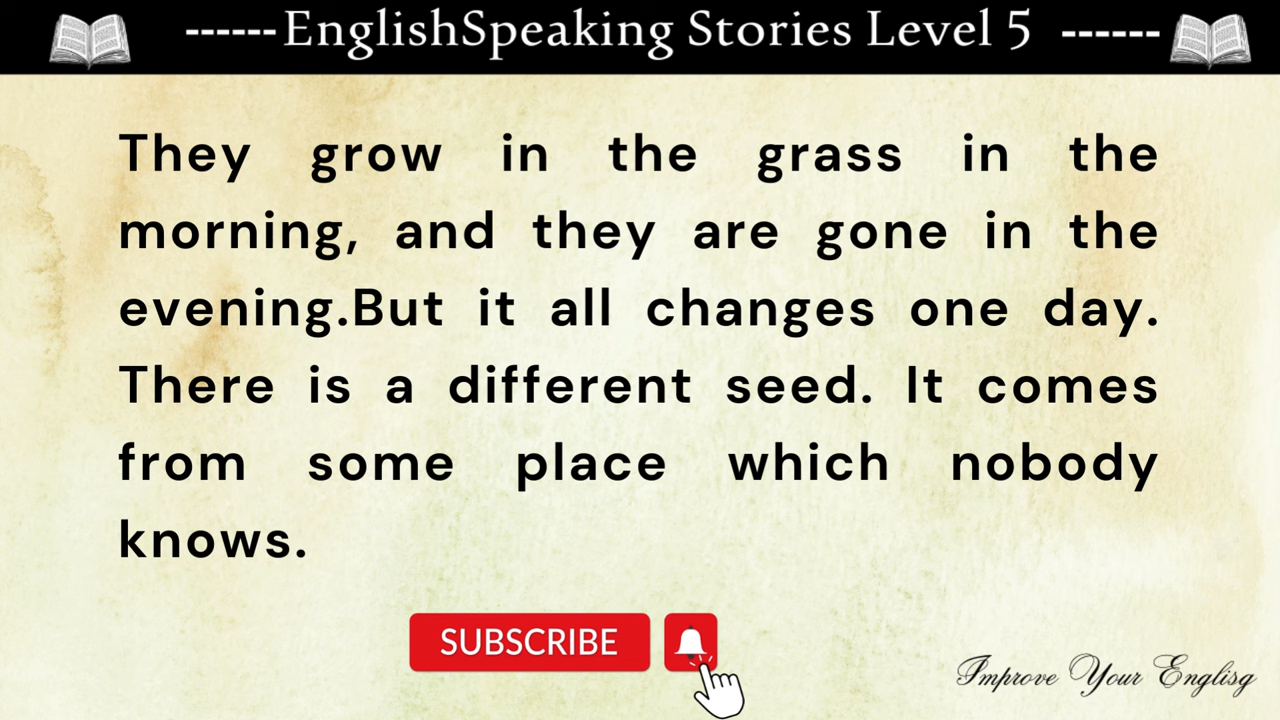 ------EnglishSpeaking Stories Level 5 ------
They grow in the grass in the
morning, and they are gone in the
evening.But it all changes one day.
There is a different seed. It comes
from some place which nobody
knows.
SUBSCRIBE
Improve Your Englisg